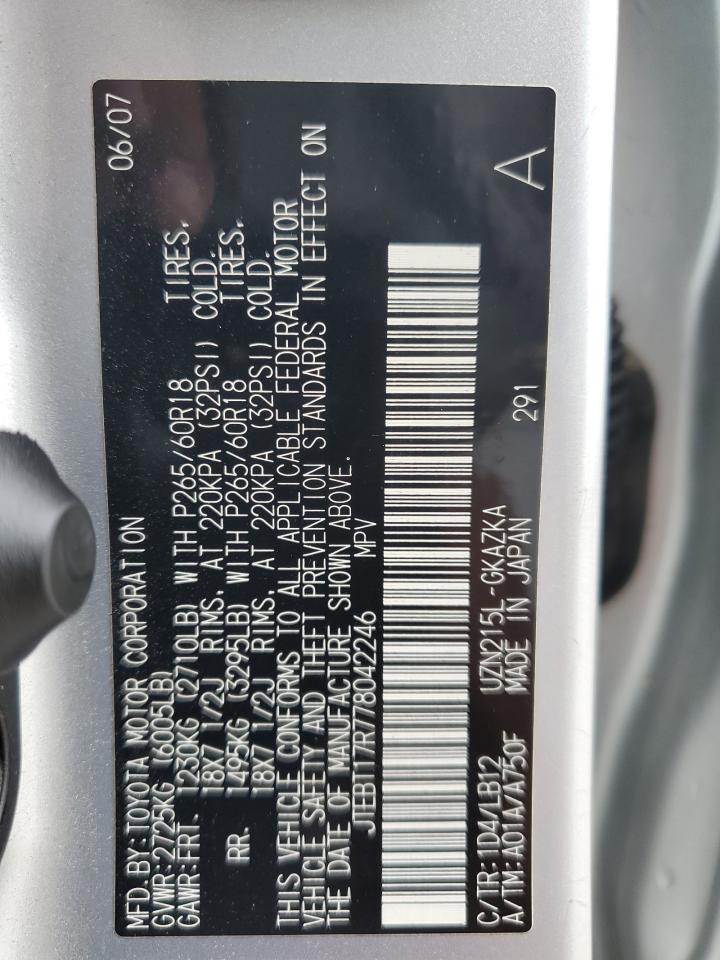 MFD.BY:TOYOTA MOTOR CORPORATION 06/07
GVWR:2725KG (6005LB)
GAWR:FRT. 1230KG (2710LB) WITH P265/60R18 TIRES,
18X7 1/2J RIMS, AT 220KPA (32PSI) COLD.
RR. 1495KG (3295LB) WITH P265/60R18 TIRES,
18X7 1/2J RIMS, AT 220KPA (32PSI) COLD.
THIS VEHICLE CONFORMS TO ALL APPLICABLE FEDERAL MOTOR
VEHICLE SAFETY AND THEFT PREVENTION STANDARDS IN EFFECT ON
THE DATE OF MANUFACTURE SHOWN ABOVE.
JTEBT17R778042246 MPV
C/TR:1D4/LB12 UZN215L-GKAZKA 291 A
A/TM:A01A/A750F MADE IN JAPAN